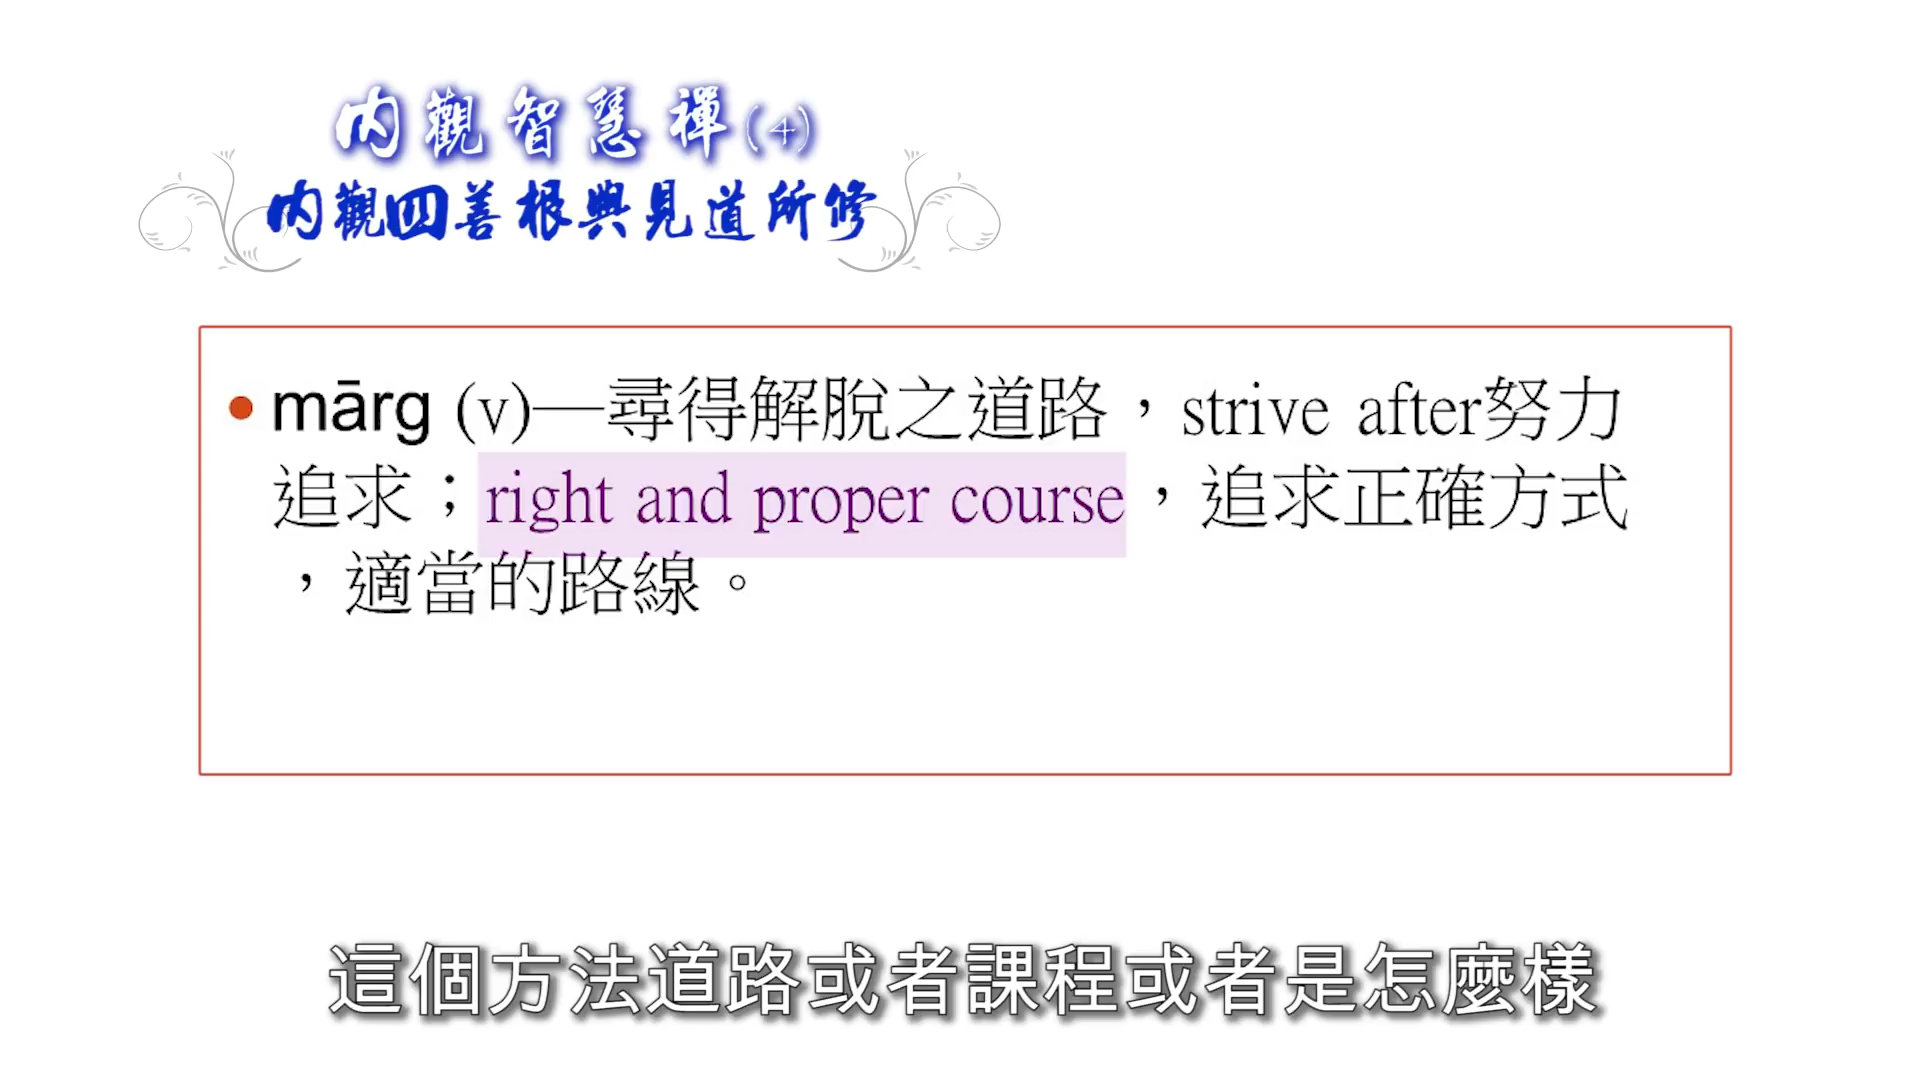 內觀智慧禪(4)
內觀四善根與見道所修
• mārg (v)—尋得解脫之道路，strive after努力
追求；right and proper course，追求正確方式
，適當的路線。
這個方法道路或者課程或者是怎麼樣